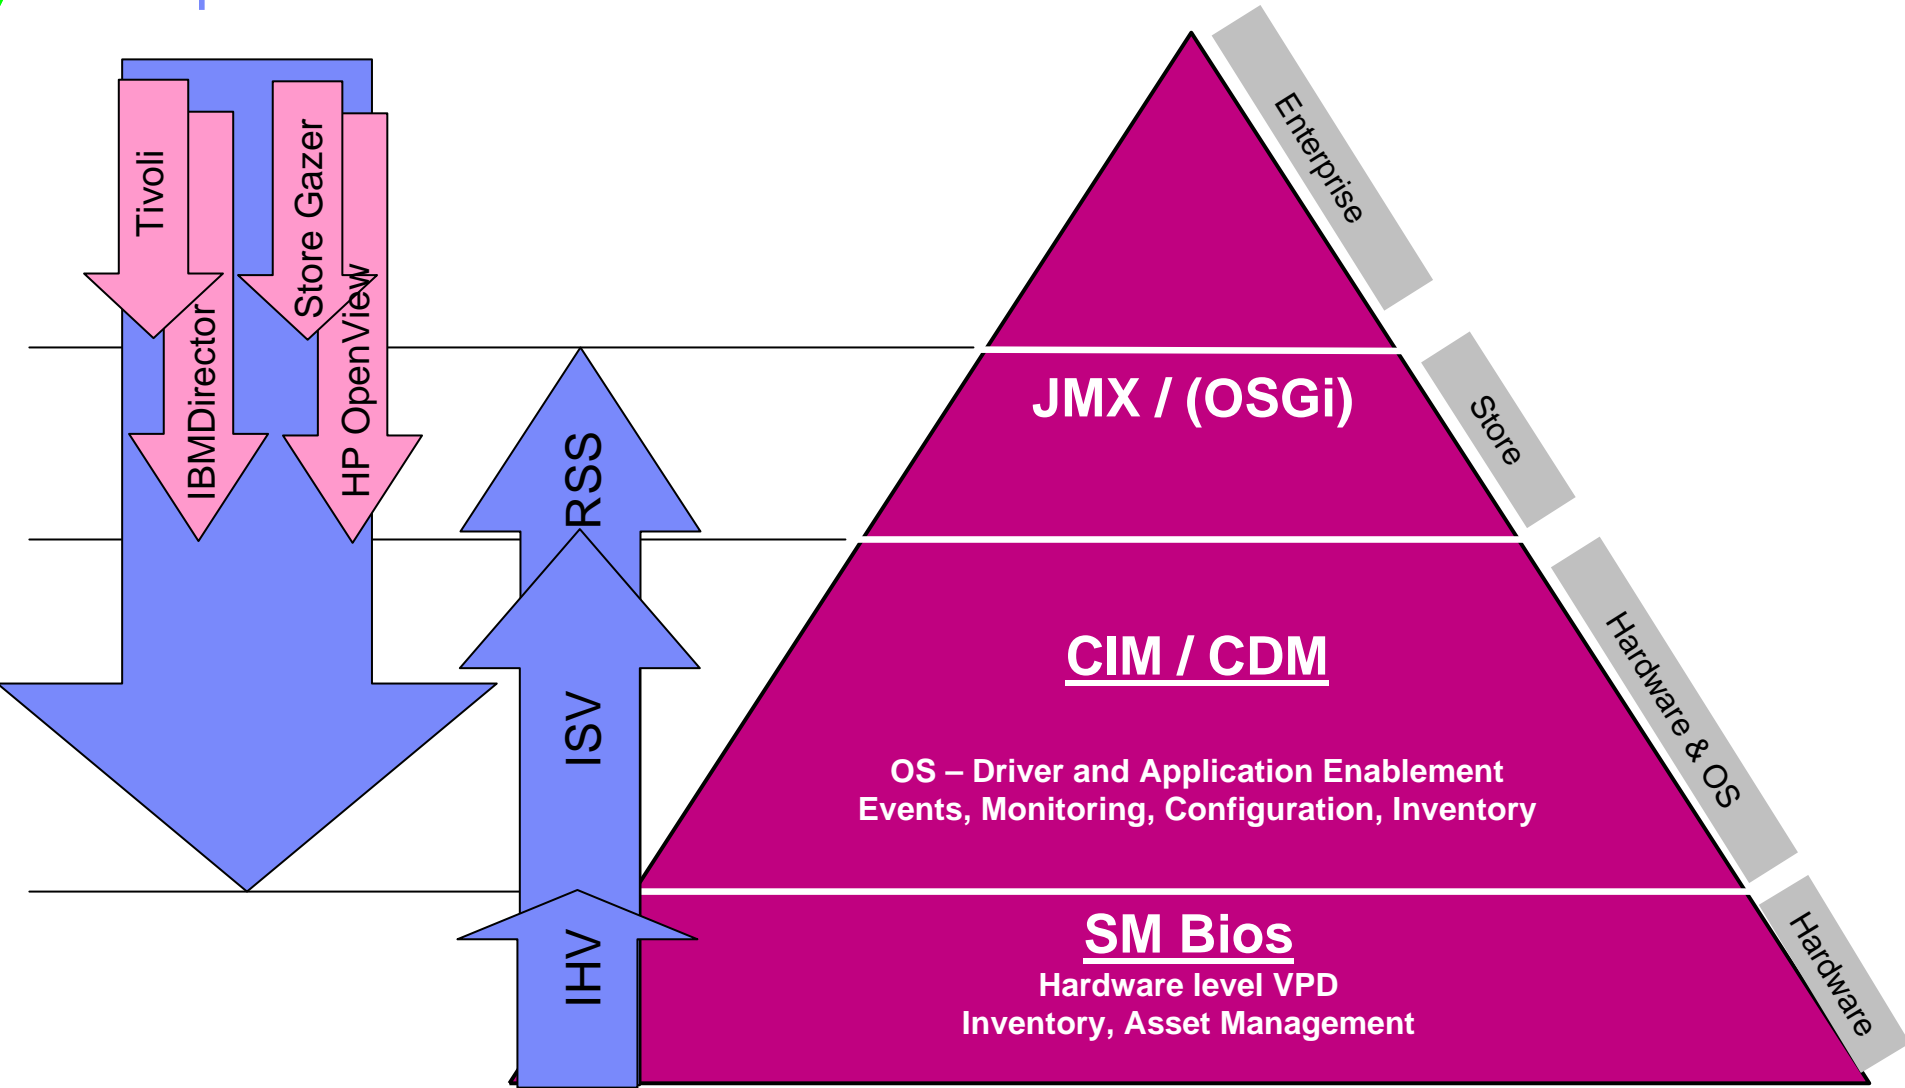 Tivoli
IBMDirector
Store Gazer
HP OpenView
RSS
ISV
IHV
JMX / (OSGi)
CIM / CDM
OS – Driver and Application Enablement
Events, Monitoring, Configuration, Inventory
SM Bios
Hardware level VPD
Inventory, Asset Management
Enterprise
Store
Hardware & OS
Hardware